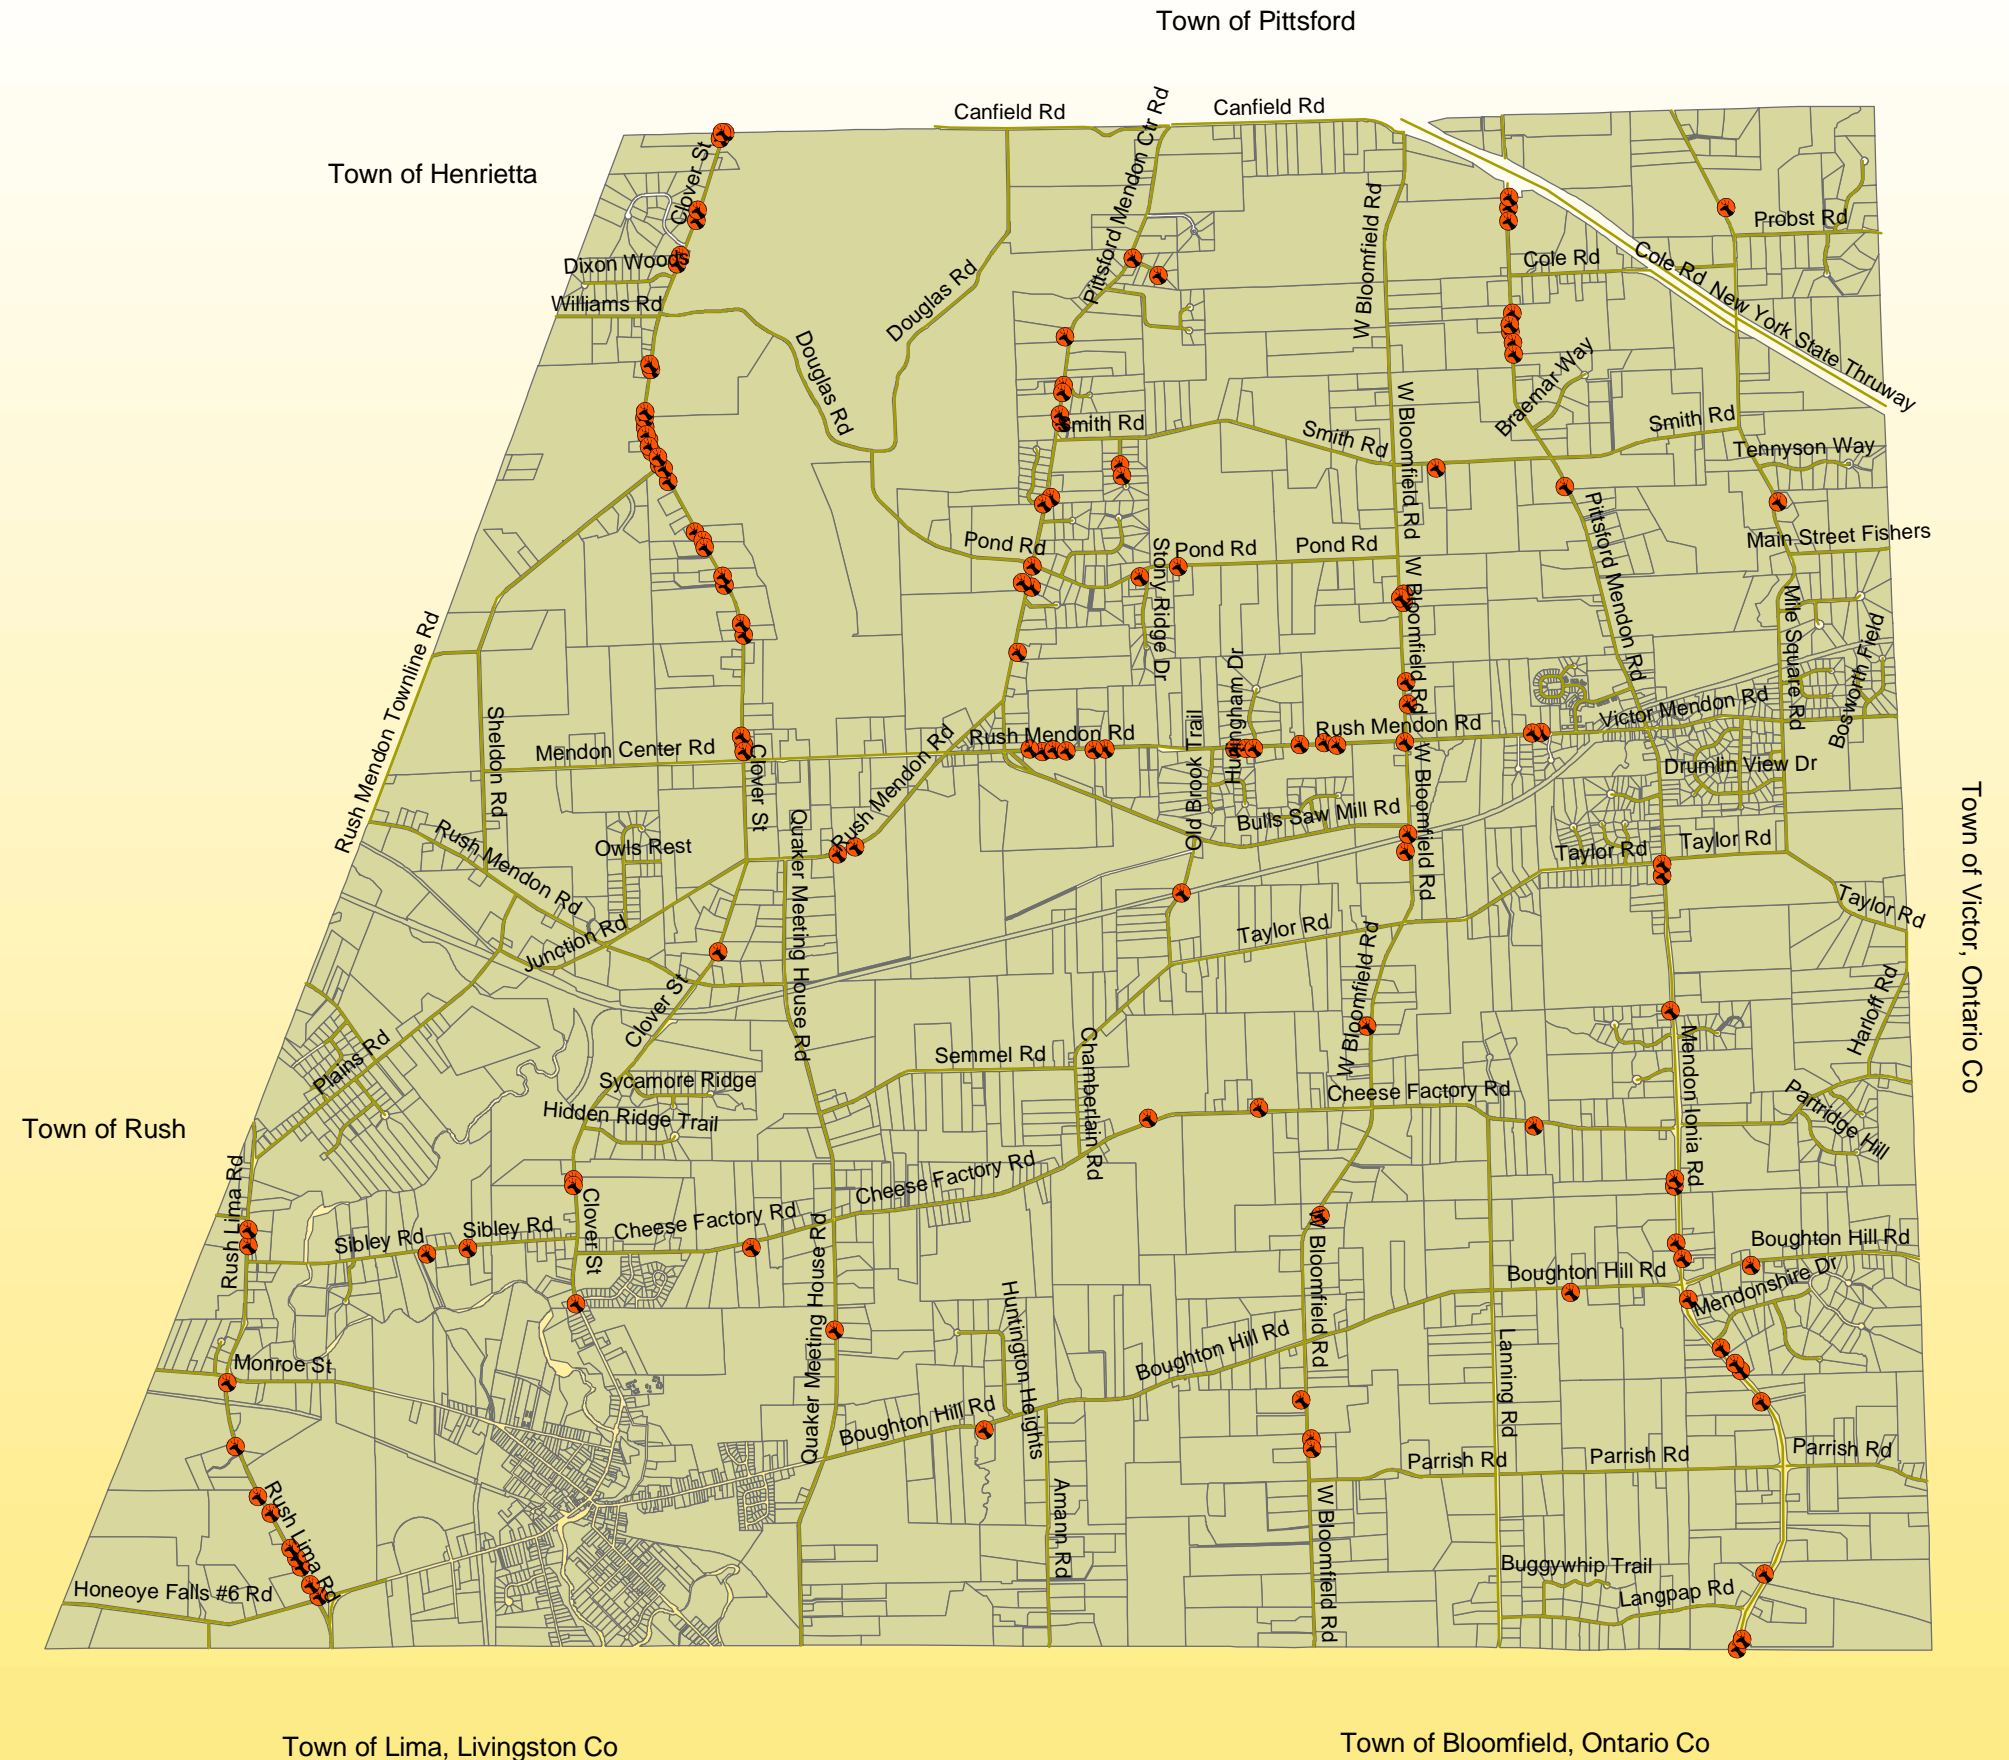 Town of Pittsford
Canfield Rd
Canfield Rd
Town of Henrietta
Clover St
Pittsford Mendon Ctr Rd
W Bloomfield Rd
Probst Rd
Dixon Woods
Cole Rd
Cole Rd
New York State Thruway
Williams Rd
Douglas Rd
Douglas Rd
Braemar Way
W Bloomfield Rd
Smith Rd
Smith Rd
Smith Rd
Tennyson Way
Pond Rd
Pond Rd
Pond Rd
Stony Ridge Dr
Pittsford Mendon Rd
Main Street Fishers
W Bloomfield Rd
Mile Square Rd
Bosworth Field
Rush Mendon Townline Rd
Sheldon Rd
Mendon Center Rd
Clover St
Rush Mendon Rd
Rush Mendon Rd
Old Brook Trail
Hunungham Dr
Rush Mendon Rd
Victor Mendon Rd
W Bloomfield Rd
Drumlin View Dr
Rush Mendon Rd
Owls Rest
Quaker Meeting House Rd
Bulls Saw Mill Rd
Taylor Rd
Taylor Rd
Taylor Rd
Town of Victor, Ontario Co
Junction Rd
Taylor Rd
W Bloomfield Rd
Clover St
Harloff Rd
Plains Rd
Semmel Rd
Chamberlain Rd
Mendon Ionia Rd
Sycamore Ridge
Cheese Factory Rd
Hidden Ridge Trail
Partridge Hill
Town of Rush
Rush Lima Rd
Cheese Factory Rd
Sibley Rd
Sibley Rd
Clover St
Cheese Factory Rd
Quaker Meeting House Rd
W Bloomfield Rd
Boughton Hill Rd
Boughton Hill Rd
Mendonshire Dr
Huntington Heights
Boughton Hill Rd
Lanning Rd
Monroe St
Boughton Hill Rd
Parrish Rd
Parrish Rd
Parrish Rd
Rush Lima Rd
Amann Rd
W Bloomfield Rd
Buggywhip Trail
Honeoye Falls #6 Rd
Langpap Rd
Town of Lima, Livingston Co
Town of Bloomfield, Ontario Co